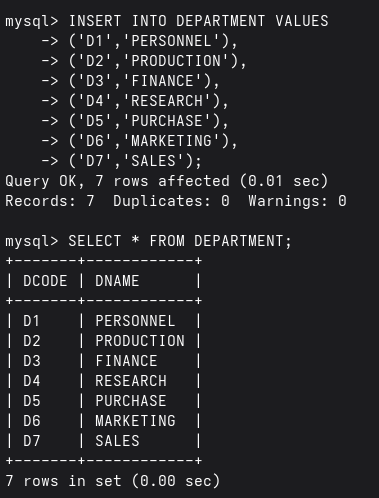 mysql> INSERT INTO DEPARTMENT VALUES
    -> ('D1','PERSONNEL'),
    -> ('D2','PRODUCTION'),
    -> ('D3','FINANCE'),
    -> ('D4','RESEARCH'),
    -> ('D5','PURCHASE'),
    -> ('D6','MARKETING'),
    -> ('D7','SALES');
Query OK, 7 rows affected (0.01 sec)
Records: 7  Duplicates: 0  Warnings: 0

mysql> SELECT * FROM DEPARTMENT;
+-------+------------+
| DCODE | DNAME      |
+-------+------------+
| D1    | PERSONNEL  |
| D2    | PRODUCTION |
| D3    | FINANCE    |
| D4    | RESEARCH   |
| D5    | PURCHASE   |
| D6    | MARKETING  |
| D7    | SALES      |
+-------+------------+
7 rows in set (0.00 sec)